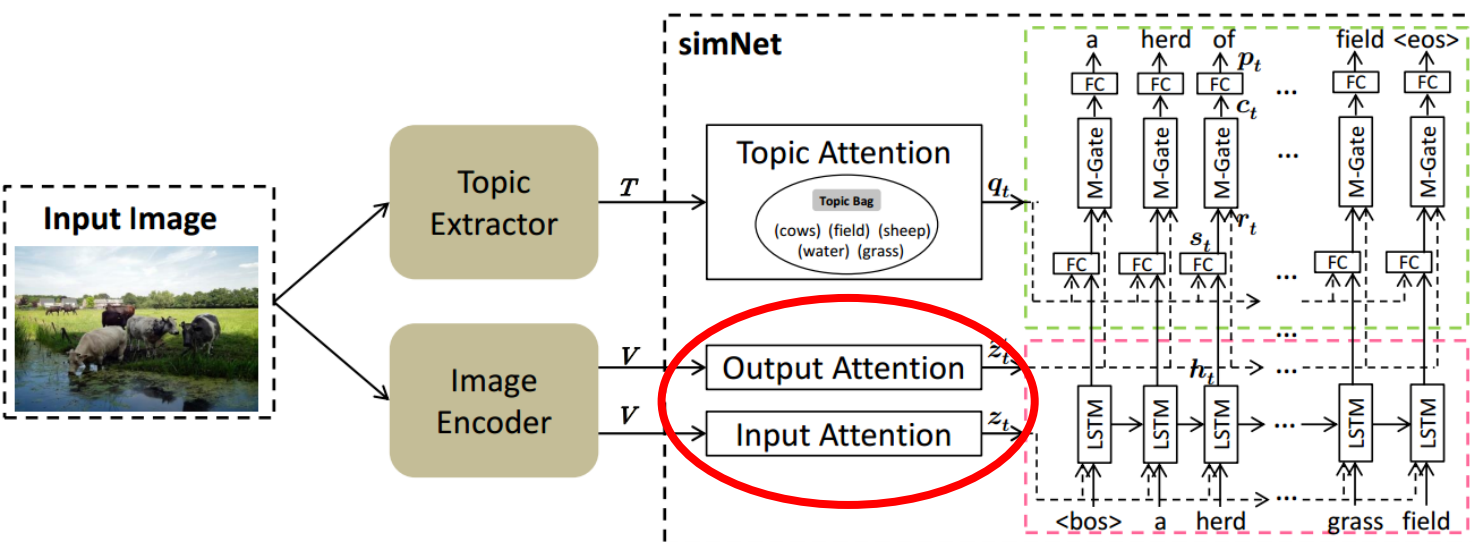 simNet
a herd of field <eos>
p_t
FC FC FC ... FC FC
c_t
M-Gate M-Gate M-Gate ... M-Gate M-Gate
Input Image
Topic
Extractor
T
Topic Attention
Topic Bag
(cows) (field) (sheep)
(water) (grass)
q_t
r_t
s_t
FC FC FC ... FC FC
Image
Encoder
V
Output Attention
z_t
...
h_t
...
V
Input Attention
z_t
LSTM LSTM LSTM ... LSTM LSTM
...
<bos> a herd grass field